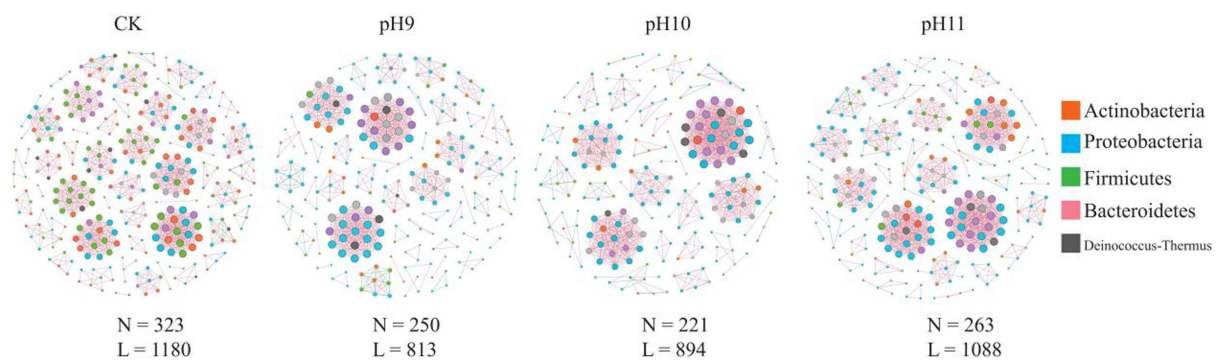 CK
pH9
pH10
pH11
Actinobacteria
Proteobacteria
Firmicutes
Bacteroidetes
Deinococcus-Thermus
N = 323
L = 1180
N = 250
L = 813
N = 221
L = 894
N = 263
L = 1088